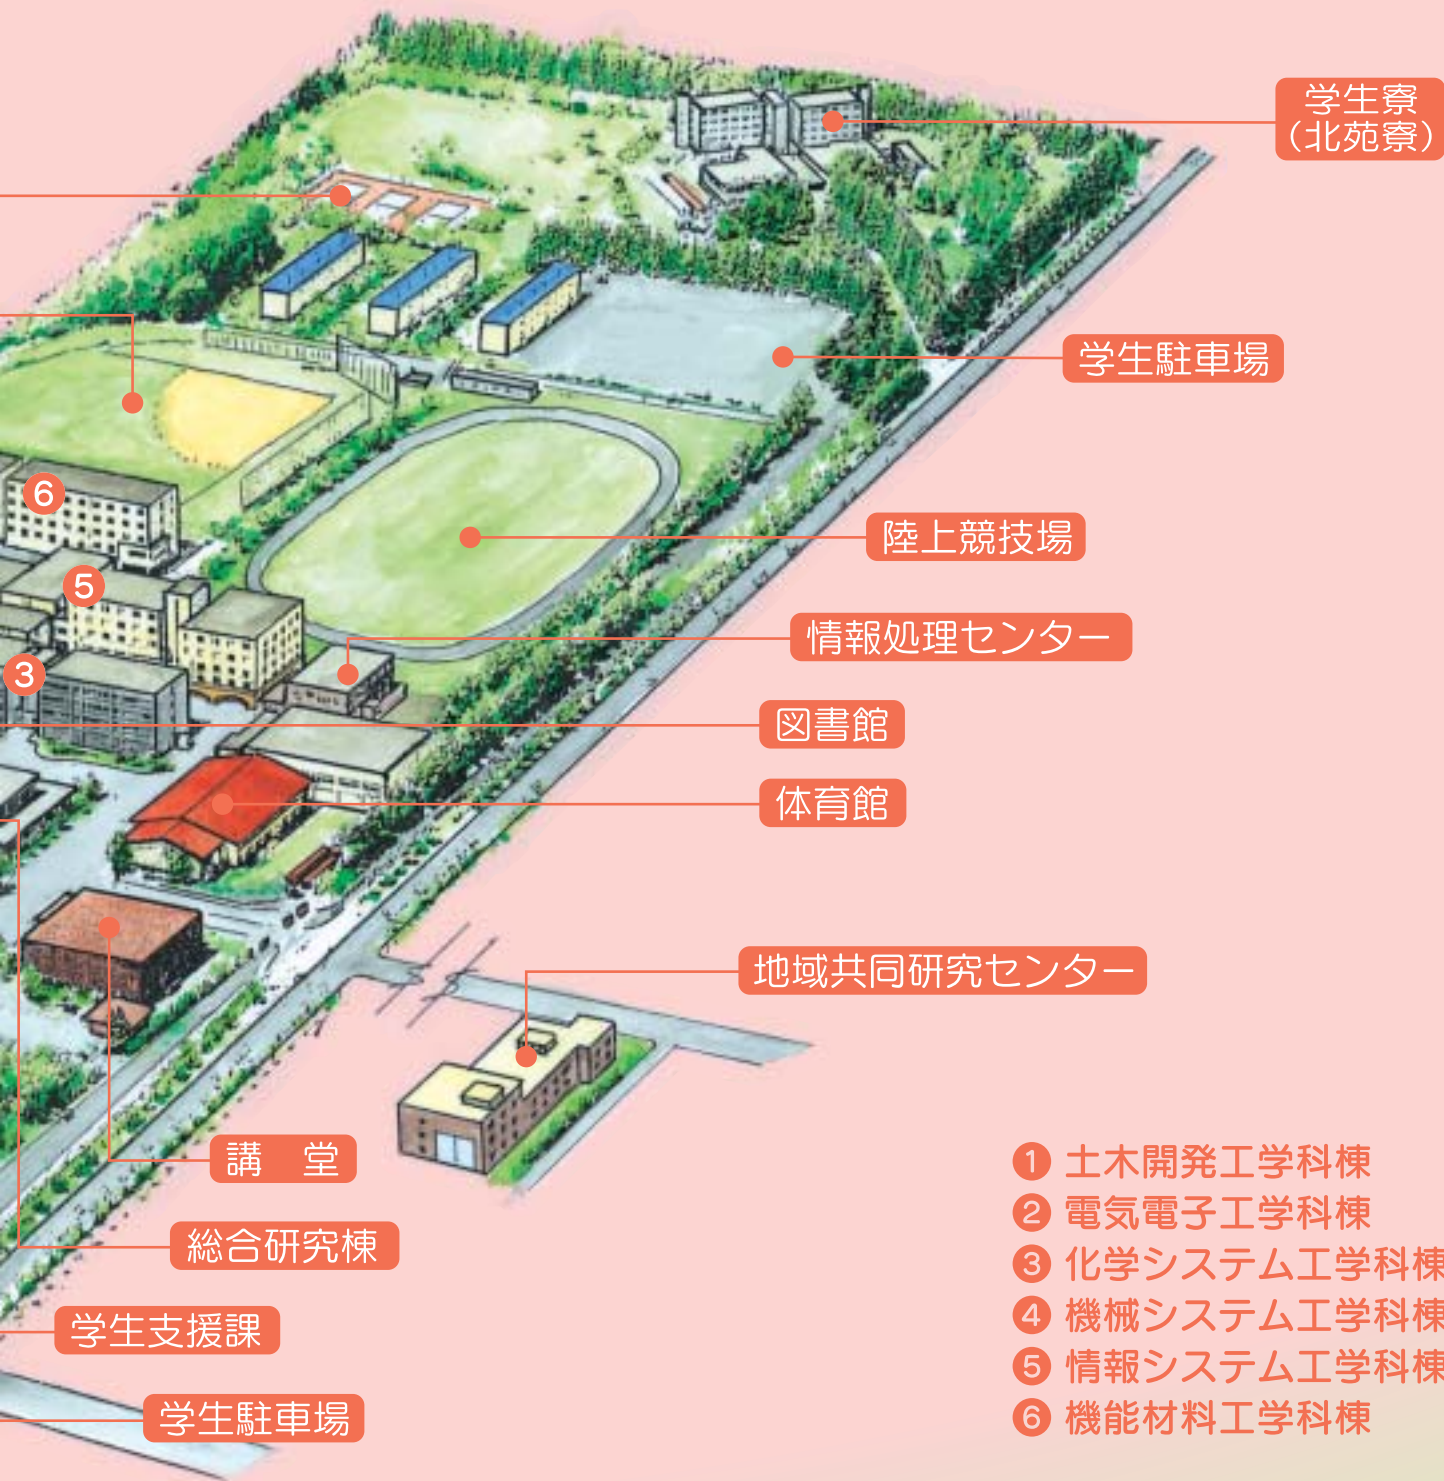 学生寮
（北苑寮）
学生駐車場
陸上競技場
⑥
⑤
情報処理センター
③
図書館
体育館
地域共同研究センター
講　堂
総合研究棟
学生支援課
学生駐車場
① 土木開発工学科棟
② 電気電子工学科棟
③ 化学システム工学科棟
④ 機械システム工学科棟
⑤ 情報システム工学科棟
⑥ 機能材料工学科棟